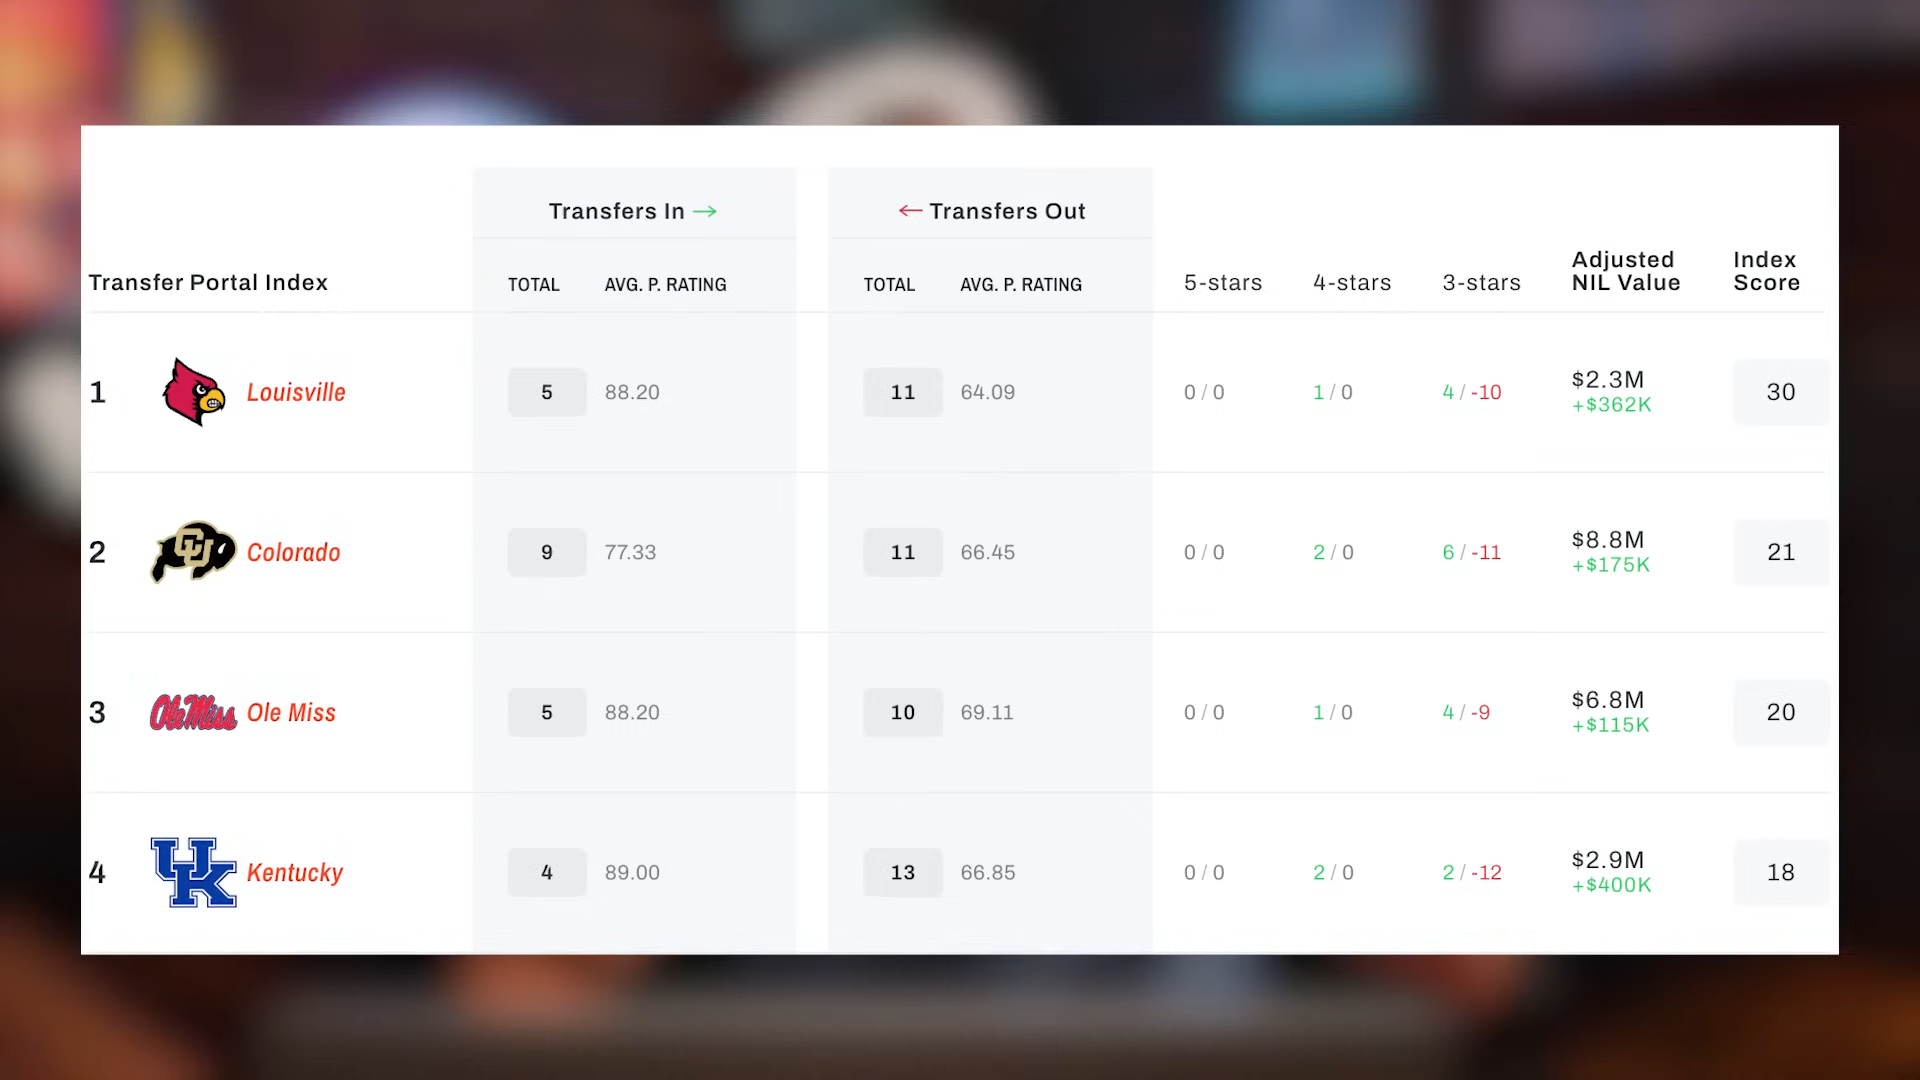 Transfers In →
← Transfers Out
Transfer Portal Index
TOTAL AVG. P. RATING
TOTAL AVG. P. RATING
5-stars
4-stars
3-stars
Adjusted
NIL Value
Index
Score
1 Louisville 5 88.20 11 64.09 0 / 0 1 / 0 4 / -10 $2.3M
+$362K
30
2 CU Colorado 9 77.33 11 66.45 0 / 0 2 / 0 6 / -11 $8.8M
+$175K
21
3 Ole Miss Ole Miss 5 88.20 10 69.11 0 / 0 1 / 0 4 / -9 $6.8M
+$115K
20
4 UK Kentucky 4 89.00 13 66.85 0 / 0 2 / 0 2 / -12 $2.9M
+$400K
18